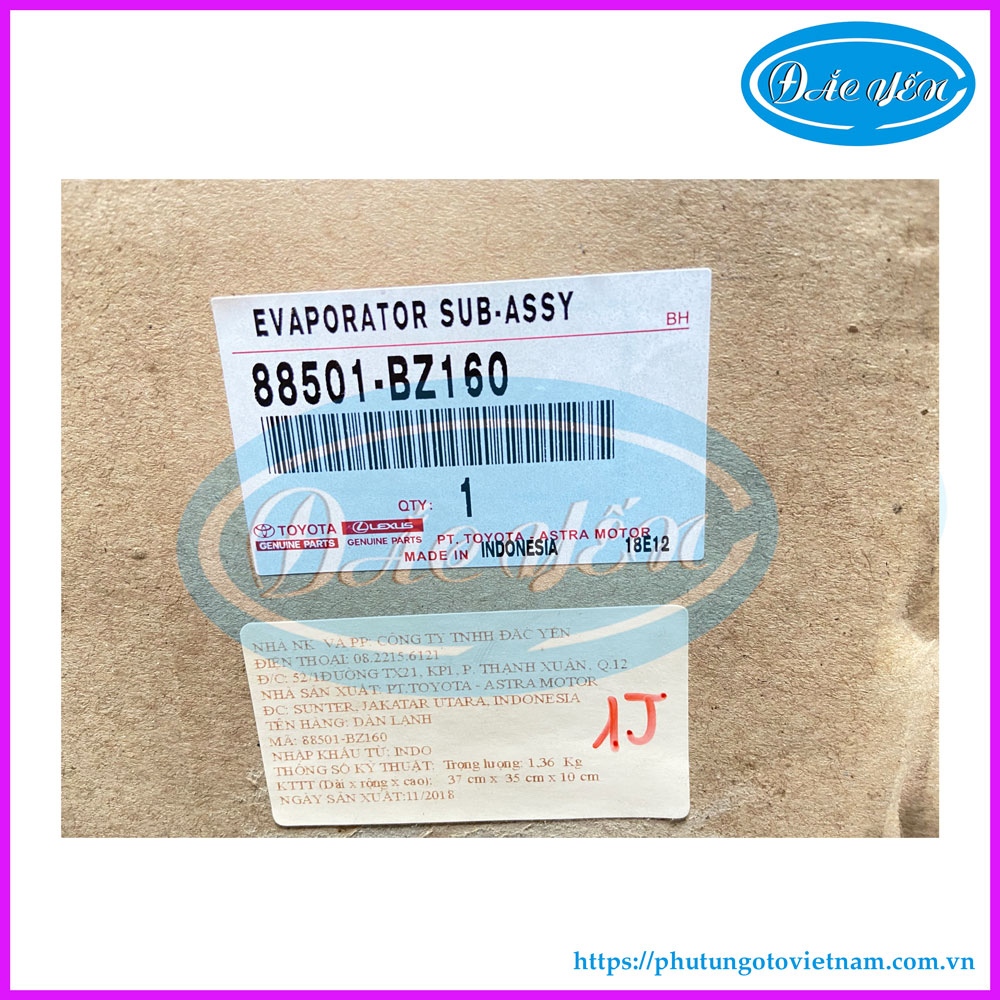 ĐẮC YẾN
EVAPORATOR SUB-ASSY
BH
88501-BZ160
QTY: 1
TOYOTA LEXUS
GENUINE PARTS GENUINE PARTS PT. TOYOTA - ASTRA MOTOR
MADE IN INDONESIA 18E12
ĐẮC YẾN
NHÀ NK VA PP: CÔNG TY TNHH ĐẮC YẾN
ĐIỆN THOẠI: 08.2215.6121
Đ/C: 52/1ĐƯỜNG TX21, KP1, P. THẠNH XUÂN, Q.12
NHÀ SẢN XUẤT: PT.TOYOTA - ASTRA MOTOR
ĐC: SUNTER, JAKATAR UTARA, INDONESIA
TÊN HÀNG: DÀN LẠNH
MÃ: 88501-BZ160
NHẬP KHẨU TỪ: INDO
THÔNG SỐ KỸ THUẬT: Trọng lượng: 1,36 Kg
KTTT (Dài x rộng x cao): 37 cm x 35 cm x 10 cm
NGÀY SẢN XUẤT:11/2018
1J
https://phutungotovietnam.com.vn